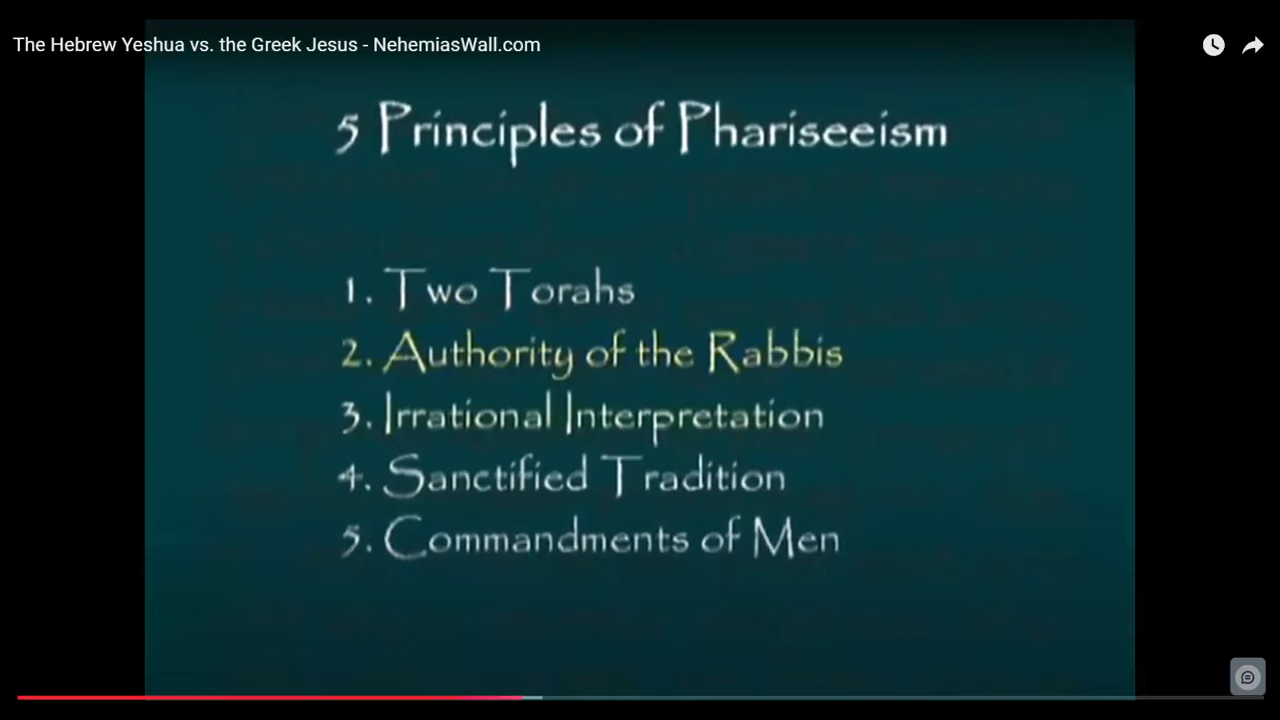 The Hebrew Yeshua vs. the Greek Jesus - NehemiasWall.com
5 Principles of Phariseeism
1. Two Torahs
2. Authority of the Rabbis
3. Irrational Interpretation
4. Sanctified Tradition
5. Commandments of Men